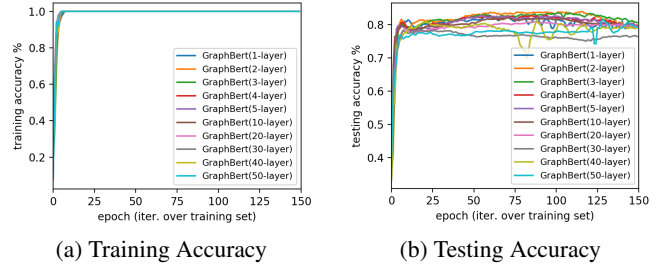 training accuracy %
1.0
0.8
0.6
0.4
0.2
GraphBert(1-layer)
GraphBert(2-layer)
GraphBert(3-layer)
GraphBert(4-layer)
GraphBert(5-layer)
GraphBert(10-layer)
GraphBert(20-layer)
GraphBert(30-layer)
GraphBert(40-layer)
GraphBert(50-layer)
0 25 50 75 100 125 150
epoch (iter. over training set)
(a) Training Accuracy
testing accuracy %
0.8
0.7
0.6
0.5
0.4
GraphBert(1-layer)
GraphBert(2-layer)
GraphBert(3-layer)
GraphBert(4-layer)
GraphBert(5-layer)
GraphBert(10-layer)
GraphBert(20-layer)
GraphBert(30-layer)
GraphBert(40-layer)
GraphBert(50-layer)
0 25 50 75 100 125 150
epoch (iter. over training set)
(b) Testing Accuracy